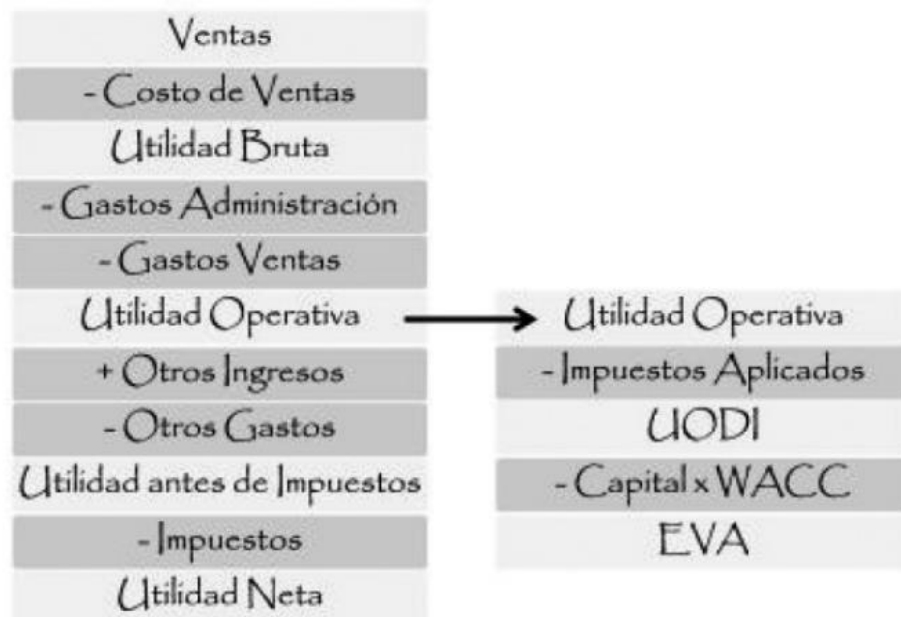 Ventas
- Costo de Ventas
Utilidad Bruta
- Gastos Administración
- Gastos Ventas
Utilidad Operativa
+ Otros Ingresos
- Otros Gastos
Utilidad antes de Impuestos
- Impuestos
Utilidad Neta
Utilidad Operativa
- Impuestos Aplicados
UODI
- Capital x WACC
EVA